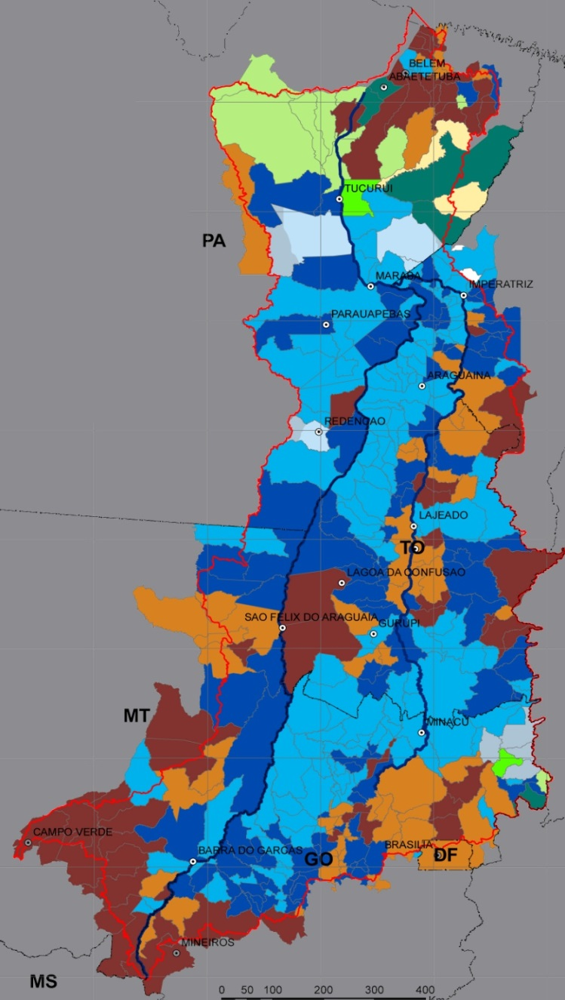 BELEM
ABAETETUBA
TUCURUI
PA
MARABA
IMPERATRIZ
PARAUAPEBAS
ARAGUAINA
REDENCAO
LAJEADO
TO
LAGOA DA CONFUSAO
SAO FELIX DO ARAGUAIA
GURUPI
MT
MINACU
CAMPO VERDE
BRASILIA
BARRA DO GARCAS
GO
DF
MINEIROS
MS
0 50 100 200 300 400